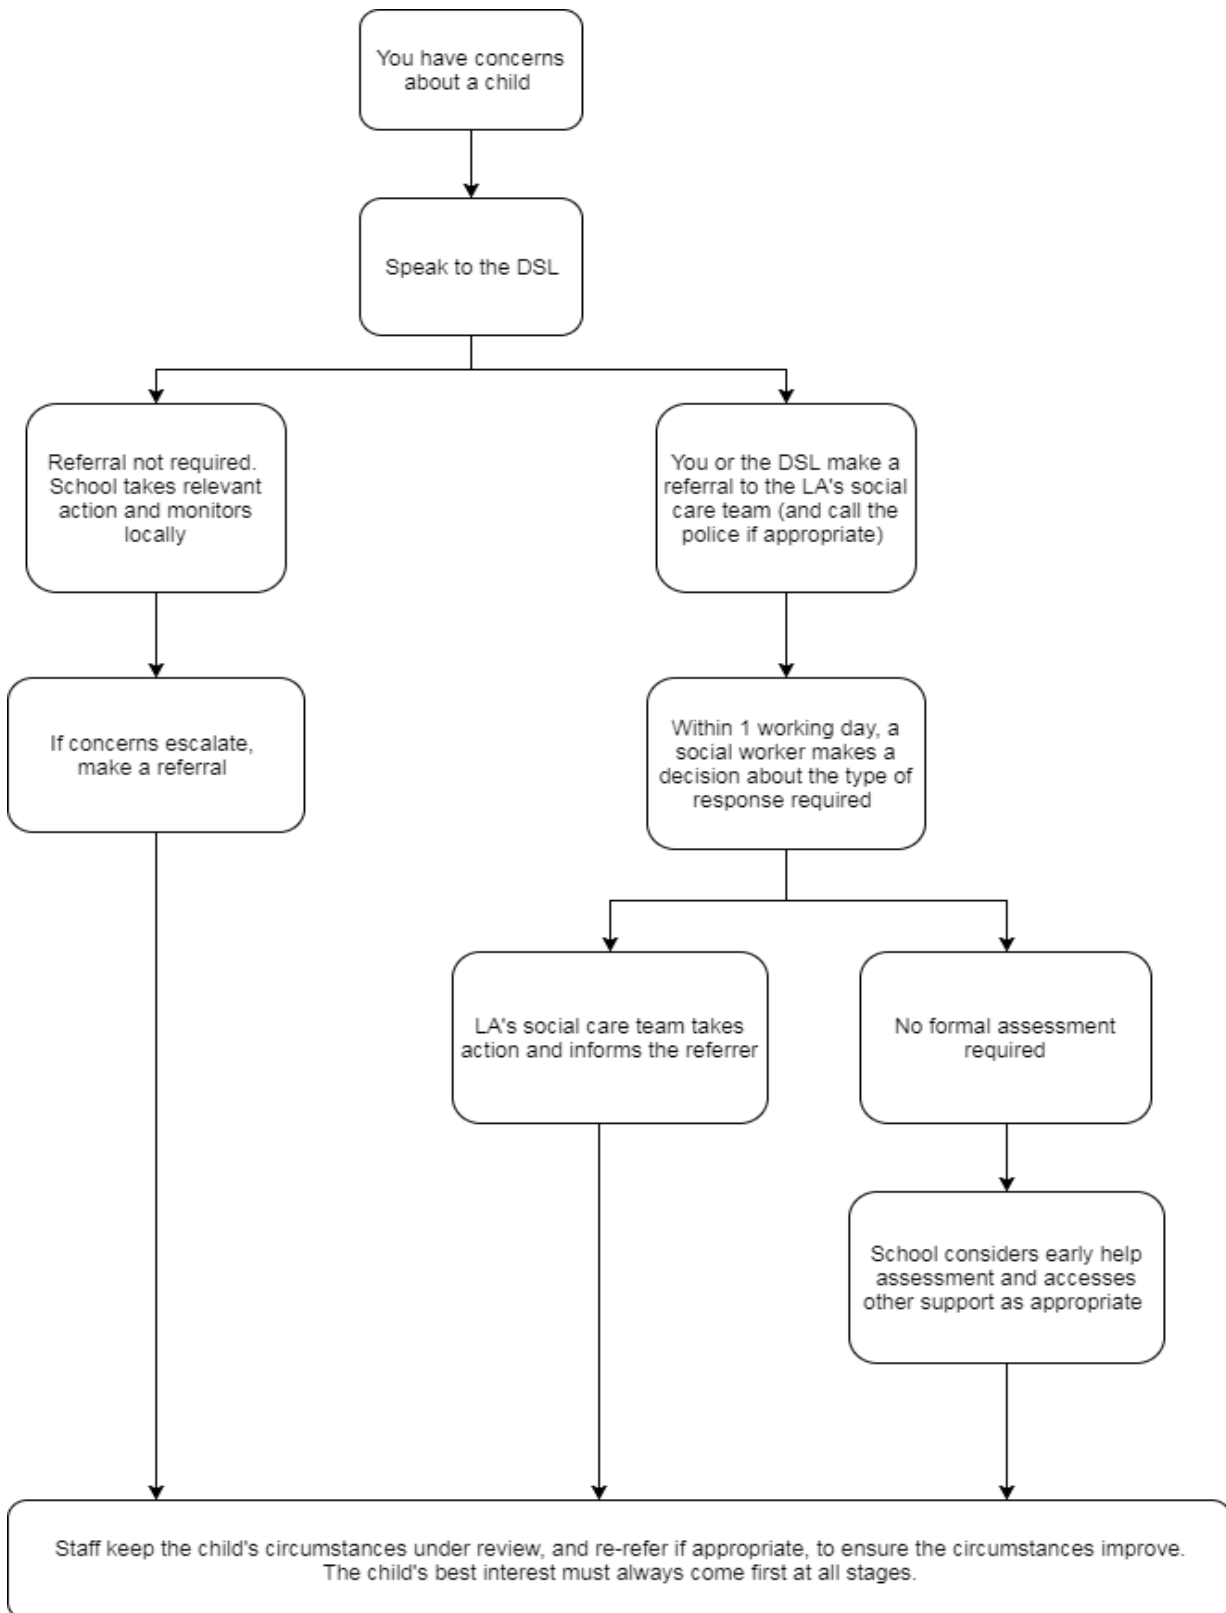 You have concerns
about a child
Speak to the DSL
Referral not required.
School takes relevant
action and monitors
locally
You or the DSL make a
referral to the LA's social
care team (and call the
police if appropriate)
If concerns escalate,
make a referral
Within 1 working day, a
social worker makes a
decision about the type of
response required
LA's social care team takes
action and informs the referrer
No formal assessment
required
School considers early help
assessment and accesses
other support as appropriate
Staff keep the child's circumstances under review, and re-refer if appropriate, to ensure the circumstances improve.
The child's best interest must always come first at all stages.